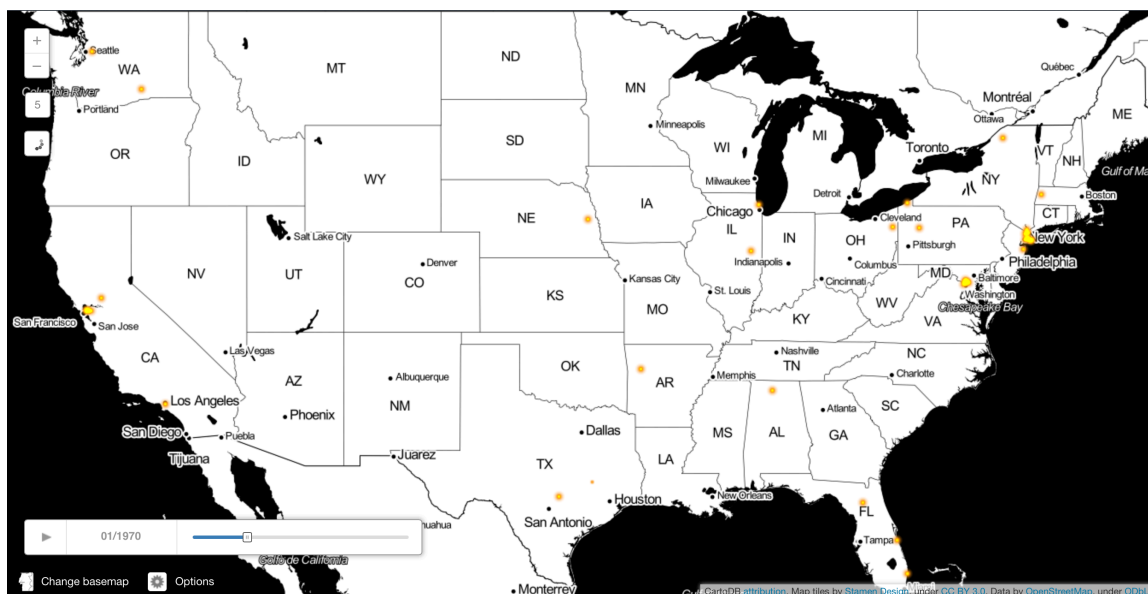 +
Seattle
−
WA
MT
ND
Québec
Columbia River
5
Portland
MN
Montréal
Ottawa
ME
Minneapolis
OR
ID
SD
WI
MI
Toronto
VT
NH
WY
Milwaukee
NY
Gulf of Ma
Detroit
Boston
NE
IA
Chicago
Cleveland
CT
Salt Lake City
IL
IN
OH
PA
New York
Pittsburgh
NV
UT
Denver
Indianapolis
Columbus
Philadelphia
CO
Kansas City
MD
Baltimore
KS
St. Louis
Cincinnati
Washington
San Francisco
San Jose
MO
WV
Chesapeake Bay
KY
VA
Las Vegas
Nashville
NC
CA
OK
TN
AZ
Albuquerque
AR
Memphis
Charlotte
Los Angeles
NM
SC
Phoenix
Atlanta
San Diego
Puebla
Dallas
MS
AL
GA
Tijuana
Juárez
TX
LA
Houston
New Orleans
San Antonio
FL
01/1970
huahua
Tampa
Golfo de California
Change basemap
Options
Monterrey
CartoDB attribution. Map tiles by Stamen Design, under CC BY 3.0. Data by OpenStreetMap, under ODbL